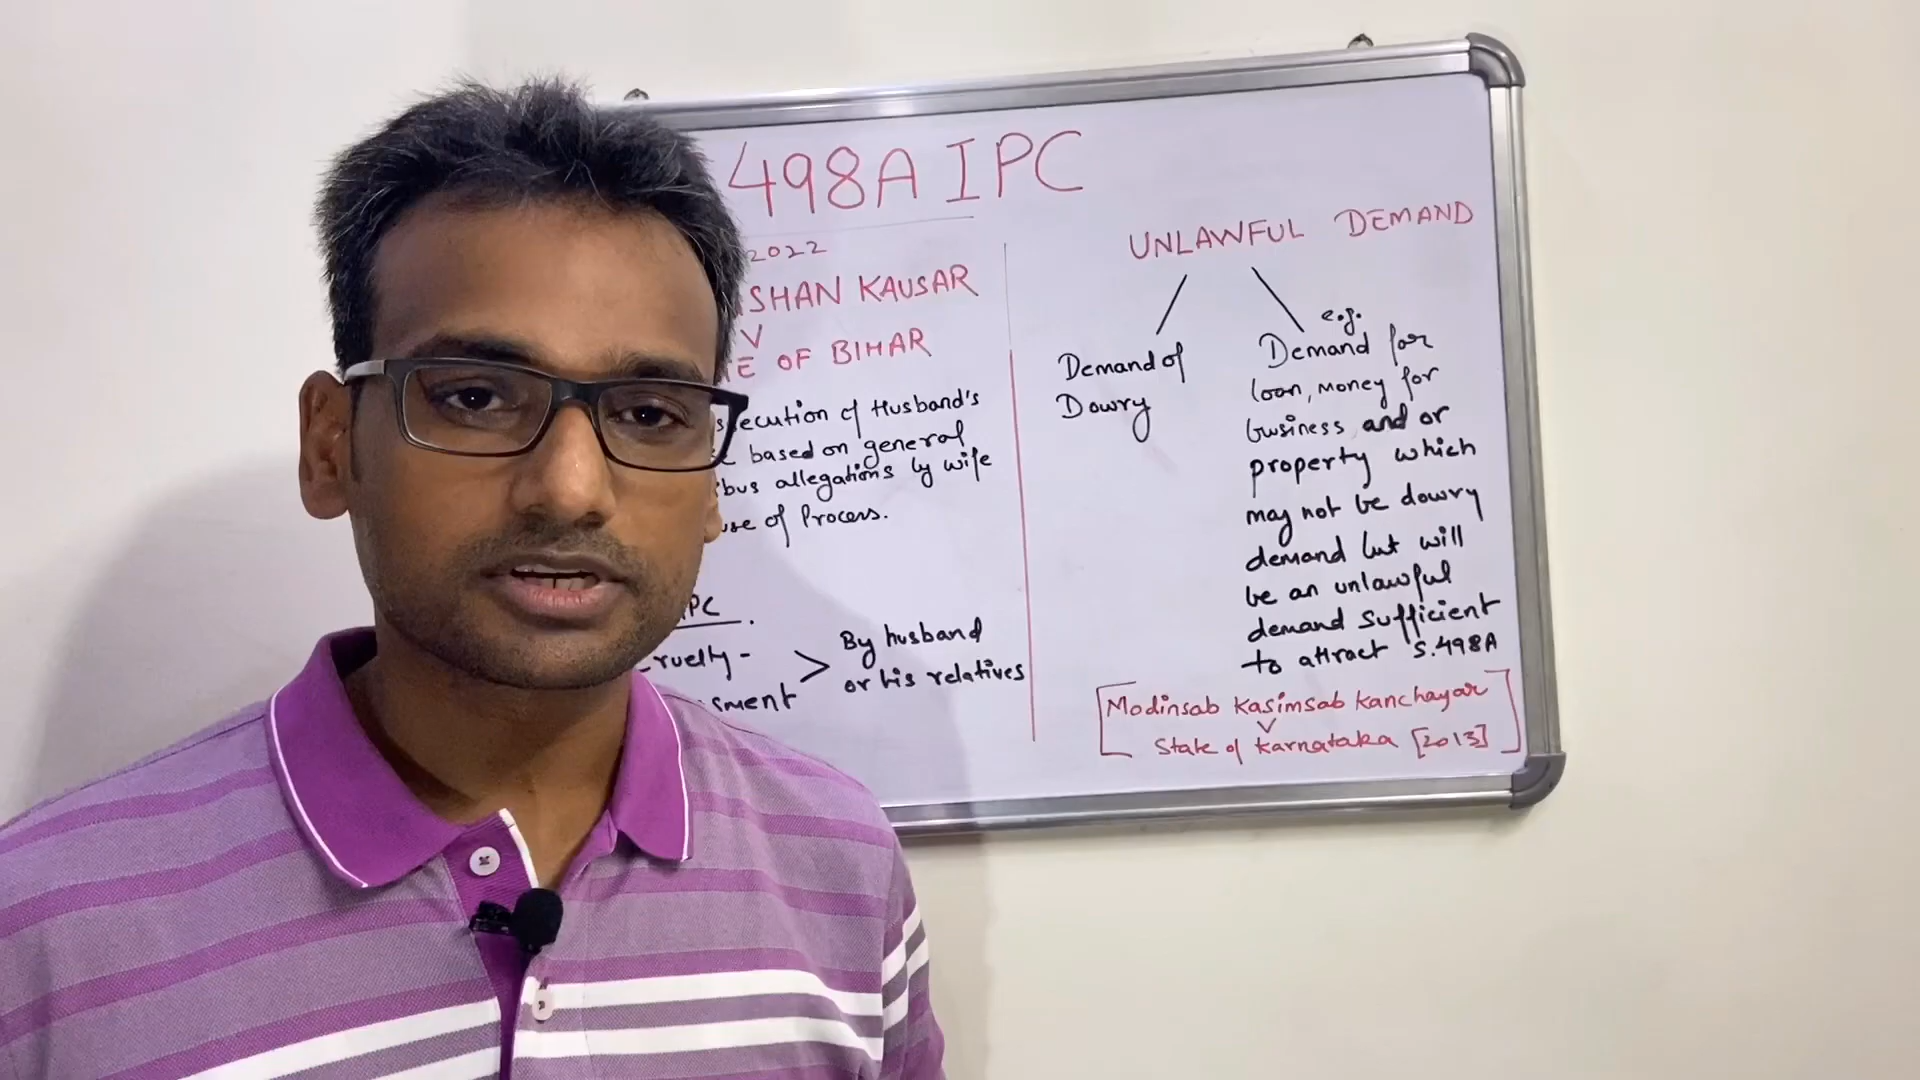 498A IPC
2022
SHAN KAUSAR
V
TE OF BIHAR
secution of Husband's
based on general
bus allegations by wife
use of Process.
IPC
ruelty -
sment
> By husband
or his relatives
UNLAWFUL DEMAND
Demand of
Dowry
e.g.
Demand for
loan, money for
business and or
property which
may not be dowry
demand but will
be an unlawful
demand sufficient
to attract S.498A
[Modinsab Kasimsab Kanchagar
V
State of Karnataka [2013]]